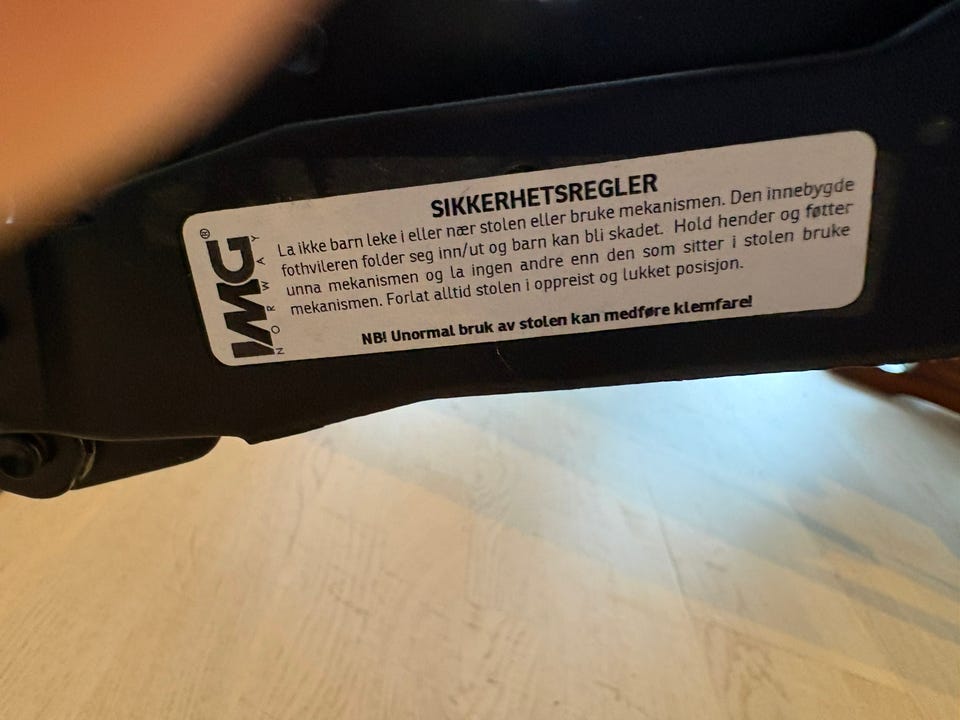 IMG®
NORWAY
SIKKERHETSREGLER
La ikke barn leke i eller nær stolen eller bruke mekanismen. Den innebygde
fothvileren folder seg inn/ut og barn kan bli skadet. Hold hender og føtter
unna mekanismen og la ingen andre enn den som sitter i stolen bruke
mekanismen. Forlat alltid stolen i oppreist og lukket posisjon.
NB! Unormal bruk av stolen kan medføre klemfare!